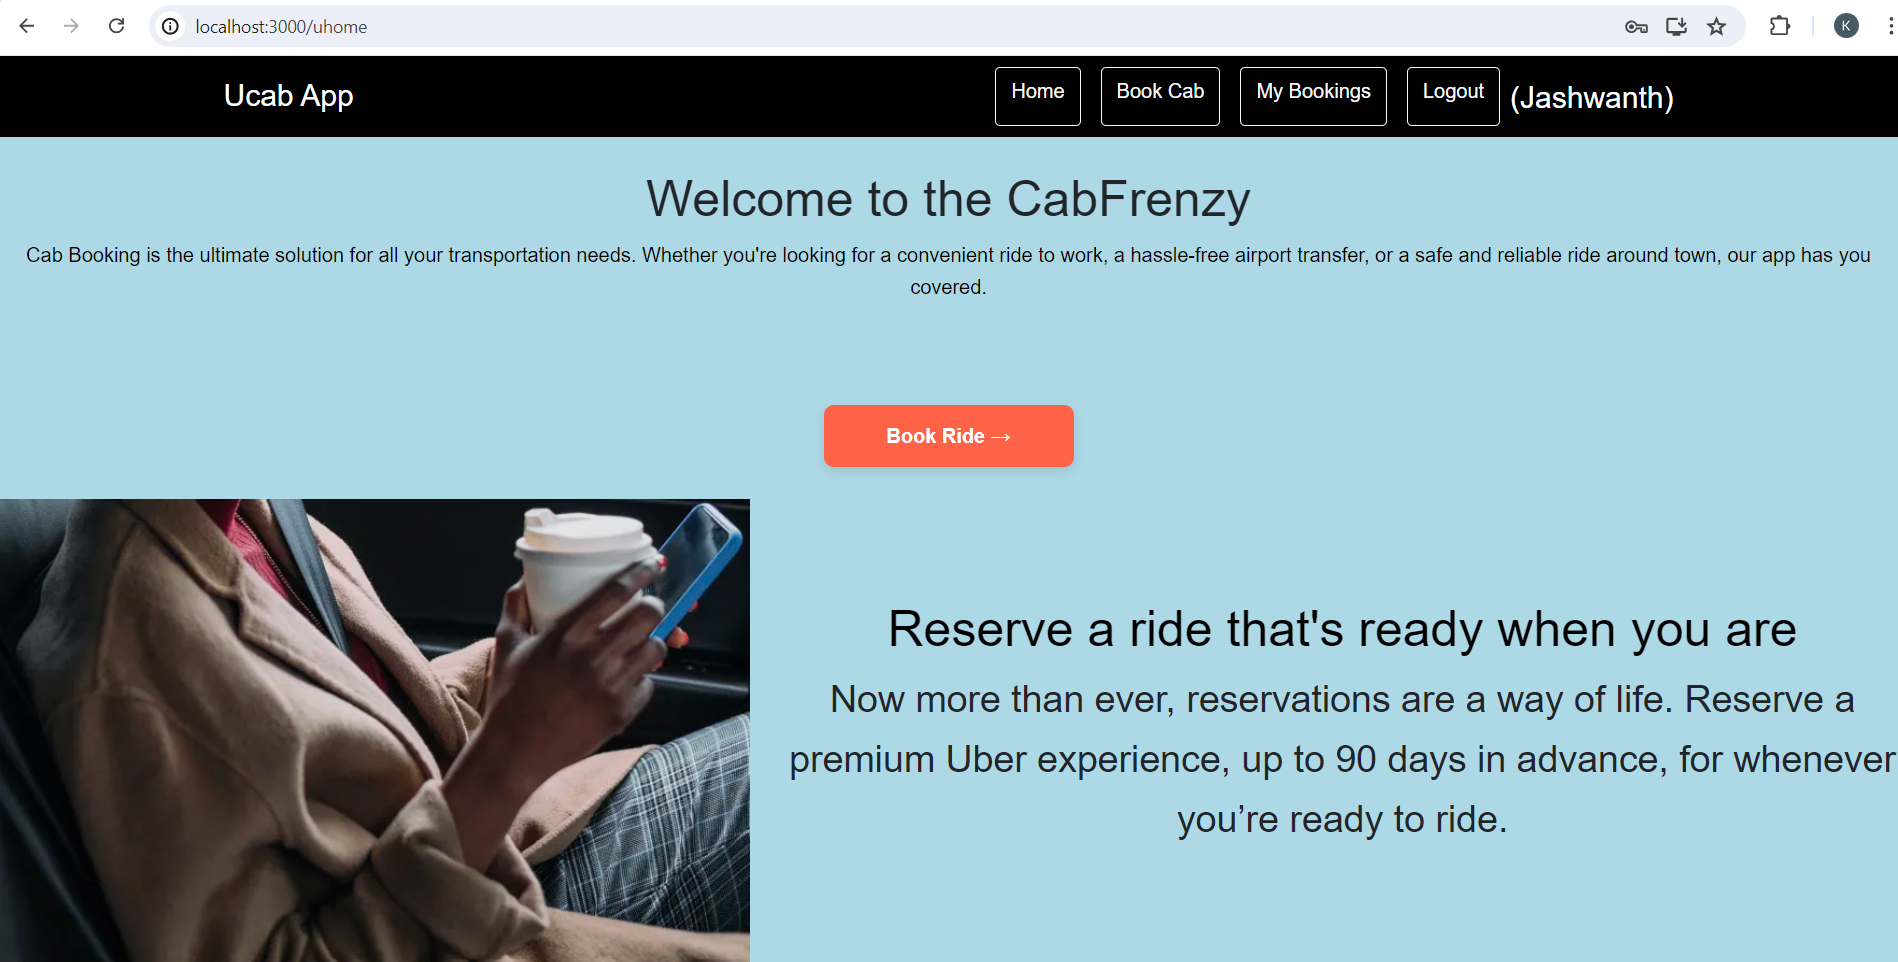 localhost:3000/uhome
K
Ucab App
Home
Book Cab
My Bookings
Logout
(Jashwanth)
Welcome to the CabFrenzy
Cab Booking is the ultimate solution for all your transportation needs. Whether you're looking for a convenient ride to work, a hassle-free airport transfer, or a safe and reliable ride around town, our app has you
covered.
Book Ride →
Reserve a ride that's ready when you are
Now more than ever, reservations are a way of life. Reserve a
premium Uber experience, up to 90 days in advance, for whenever
you’re ready to ride.